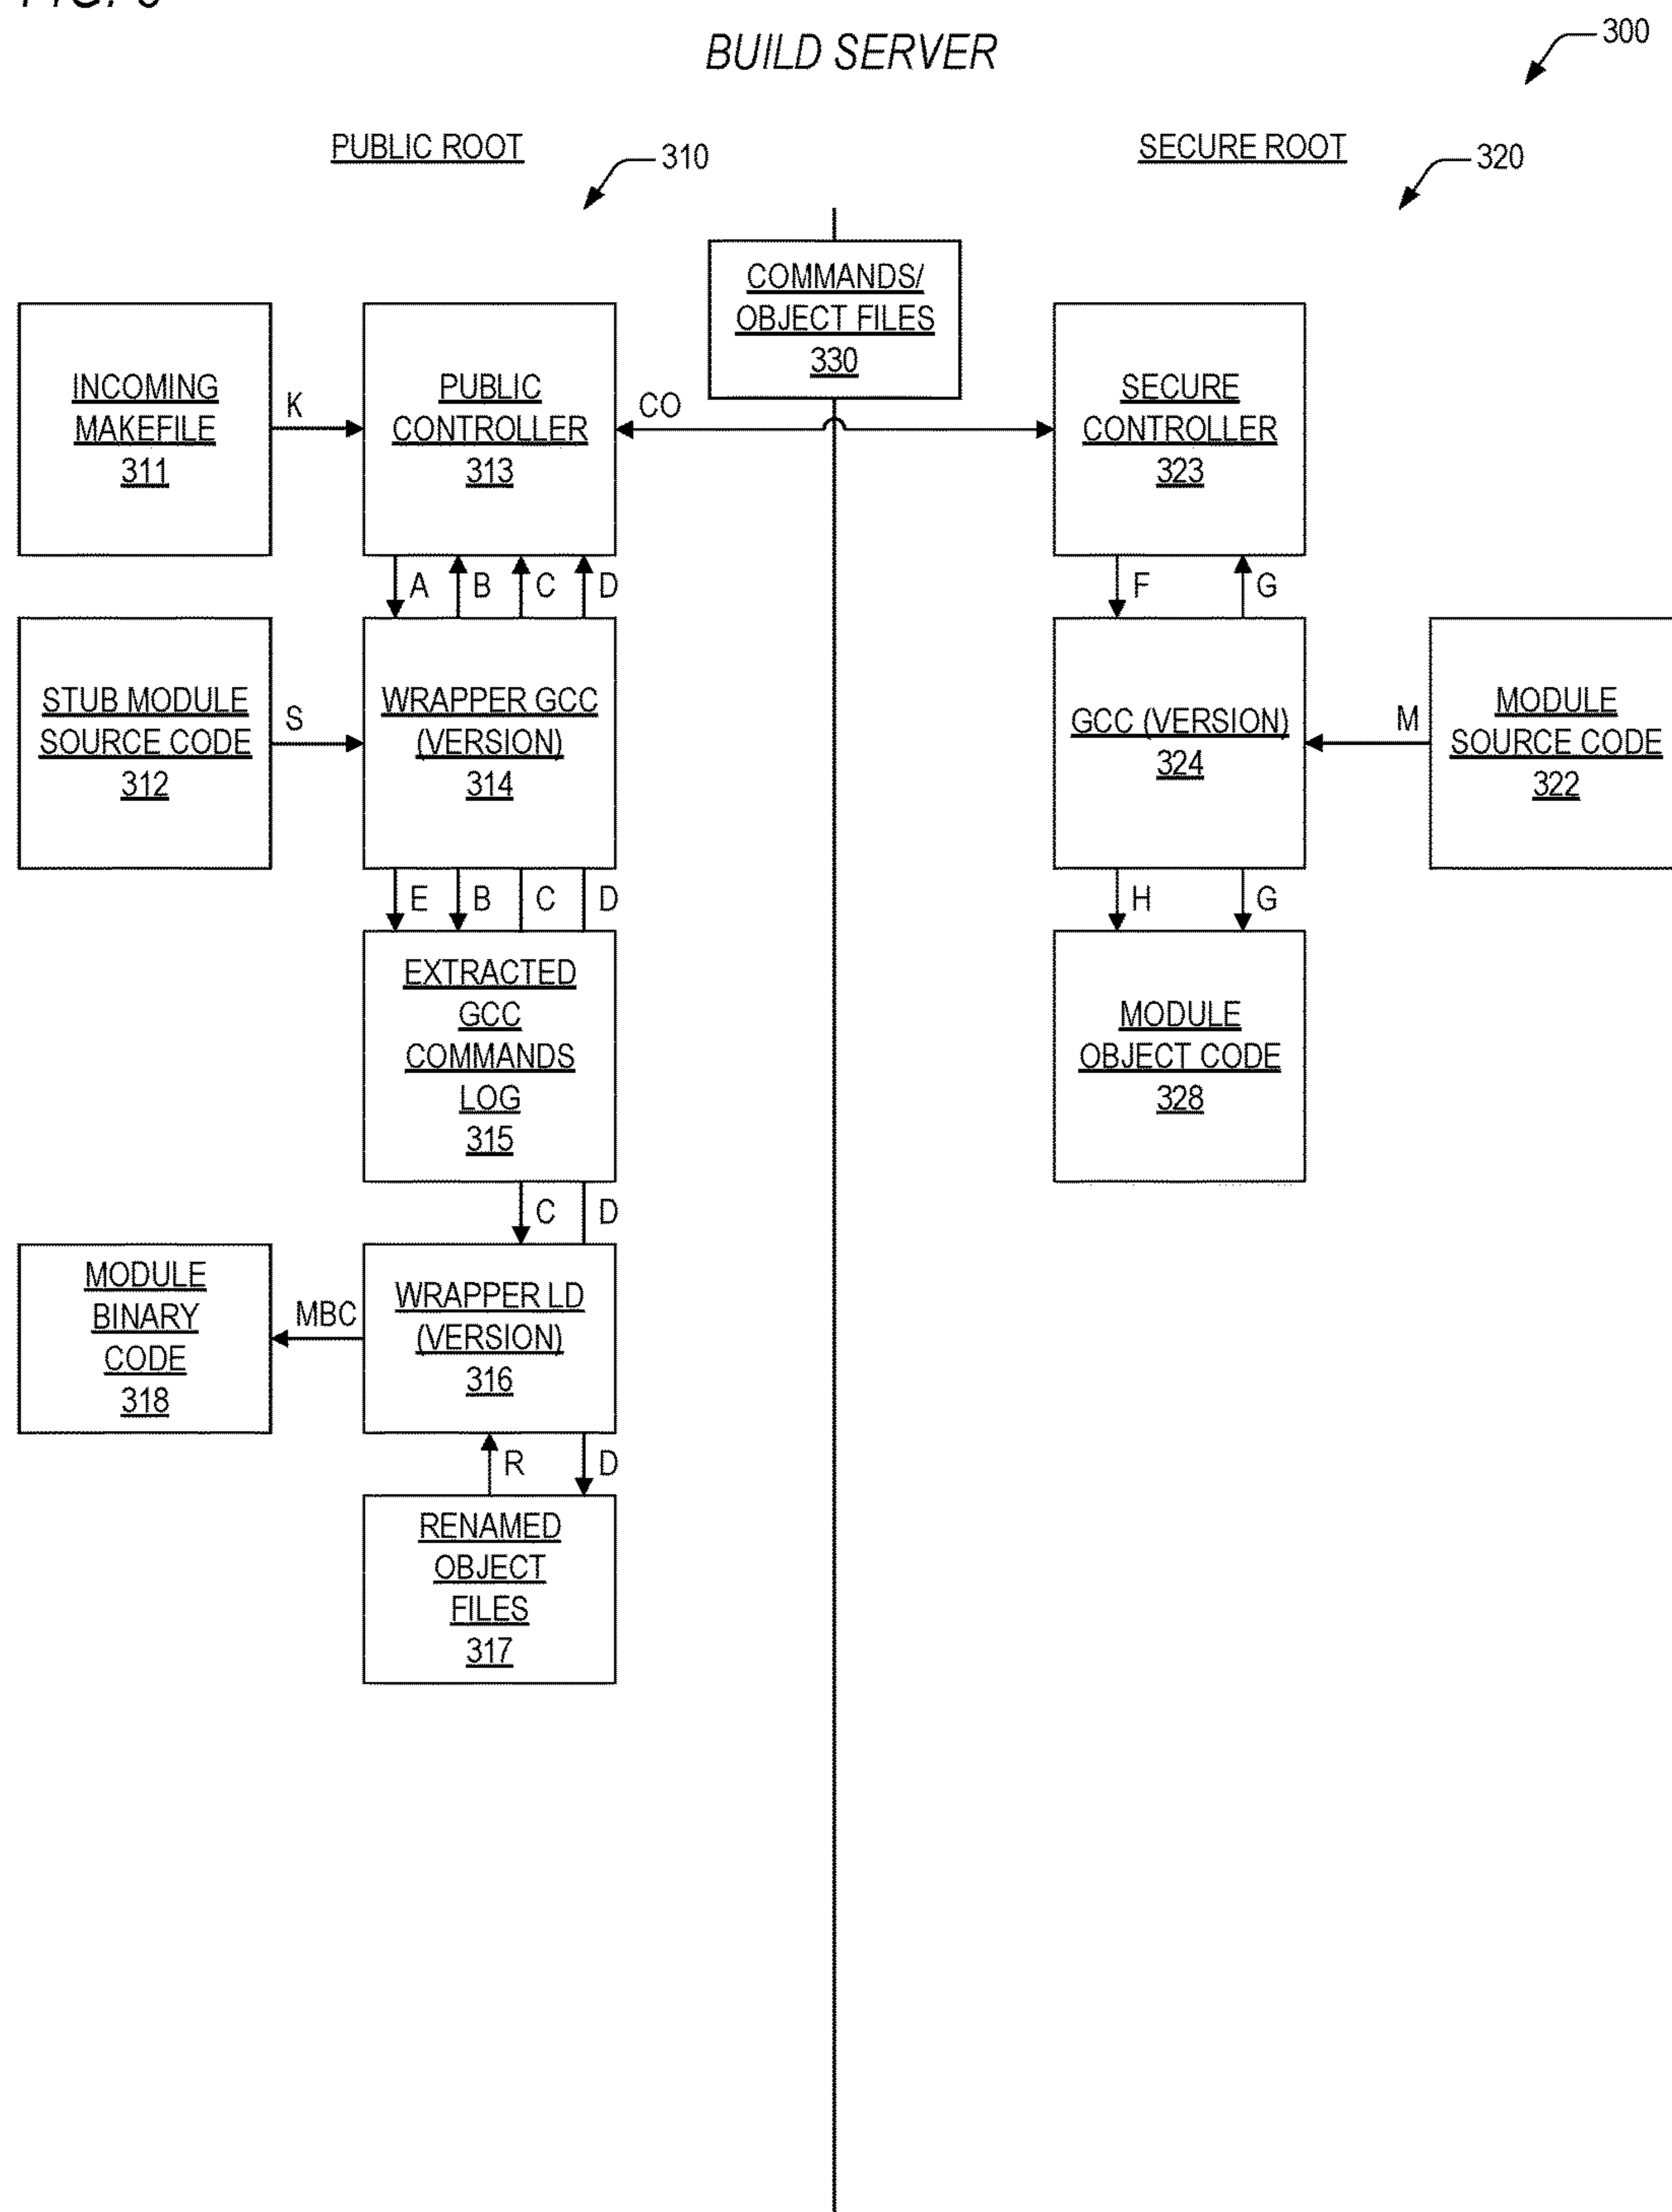 BUILD SERVER
300
PUBLIC ROOT
310
SECURE ROOT
320
COMMANDS/
OBJECT FILES
330
INCOMING
MAKEFILE
311
K
PUBLIC
CONTROLLER
313
CO
SECURE
CONTROLLER
323
A
B
C
D
F
G
STUB MODULE
SOURCE CODE
312
S
WRAPPER GCC
(VERSION)
314
GCC (VERSION)
324
M
MODULE
SOURCE CODE
322
E
B
C
D
H
G
EXTRACTED
GCC
COMMANDS
LOG
315
MODULE
OBJECT CODE
328
C
D
MODULE
BINARY
CODE
318
MBC
WRAPPER LD
(VERSION)
316
R
D
RENAMED
OBJECT
FILES
317